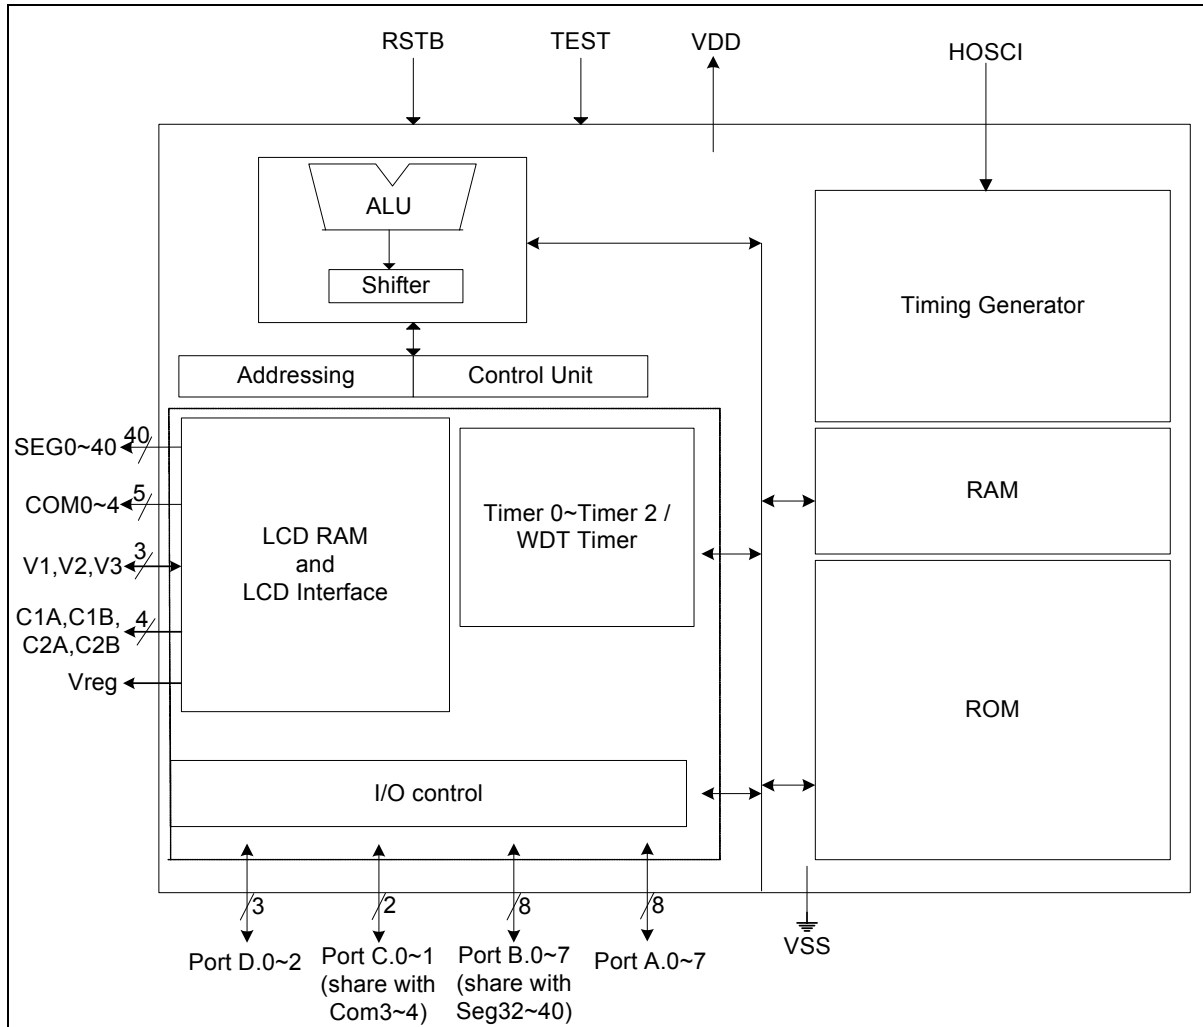 RSTB
TEST
VDD
HOSCI
ALU
Shifter
Timing Generator
Addressing
Control Unit
SEG0~40
40
COM0~4
5
V1,V2,V3
3
C1A,C1B,
C2A,C2B
4
Vreg
LCD RAM
and
LCD Interface
Timer 0~Timer 2 /
WDT Timer
RAM
ROM
I/O control
3
2
8
8
Port D.0~2
Port C.0~1
(share with
Com3~4)
Port B.0~7
(share with
Seg32~40)
Port A.0~7
VSS